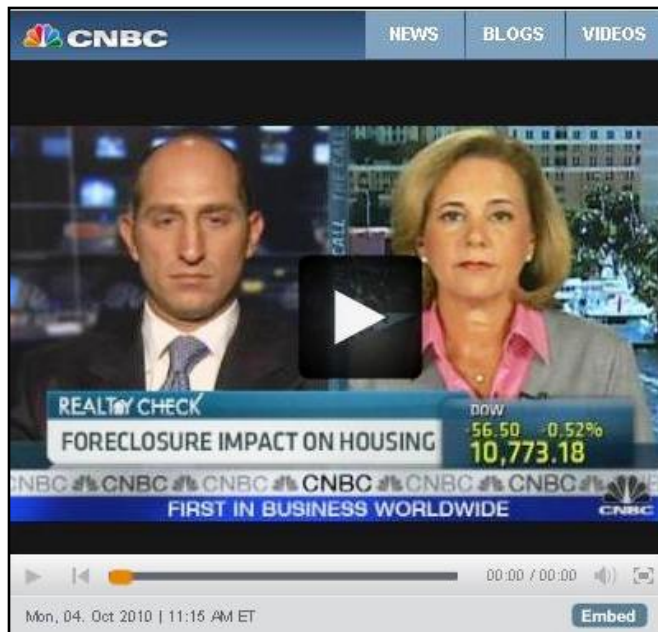 CNBC NEWS BLOGS VIDEOS
CALL
REALTY CHECK
FORECLOSURE IMPACT ON HOUSING
DOW
-56.50 -0.52%
10,773.18
CNBC CNBC CNBC CNBC CNBC CNBC
FIRST IN BUSINESS WORLDWIDE
CNBC
00:00 / 00:00
Mon, 04. Oct 2010 | 11:15 AM ET
Embed